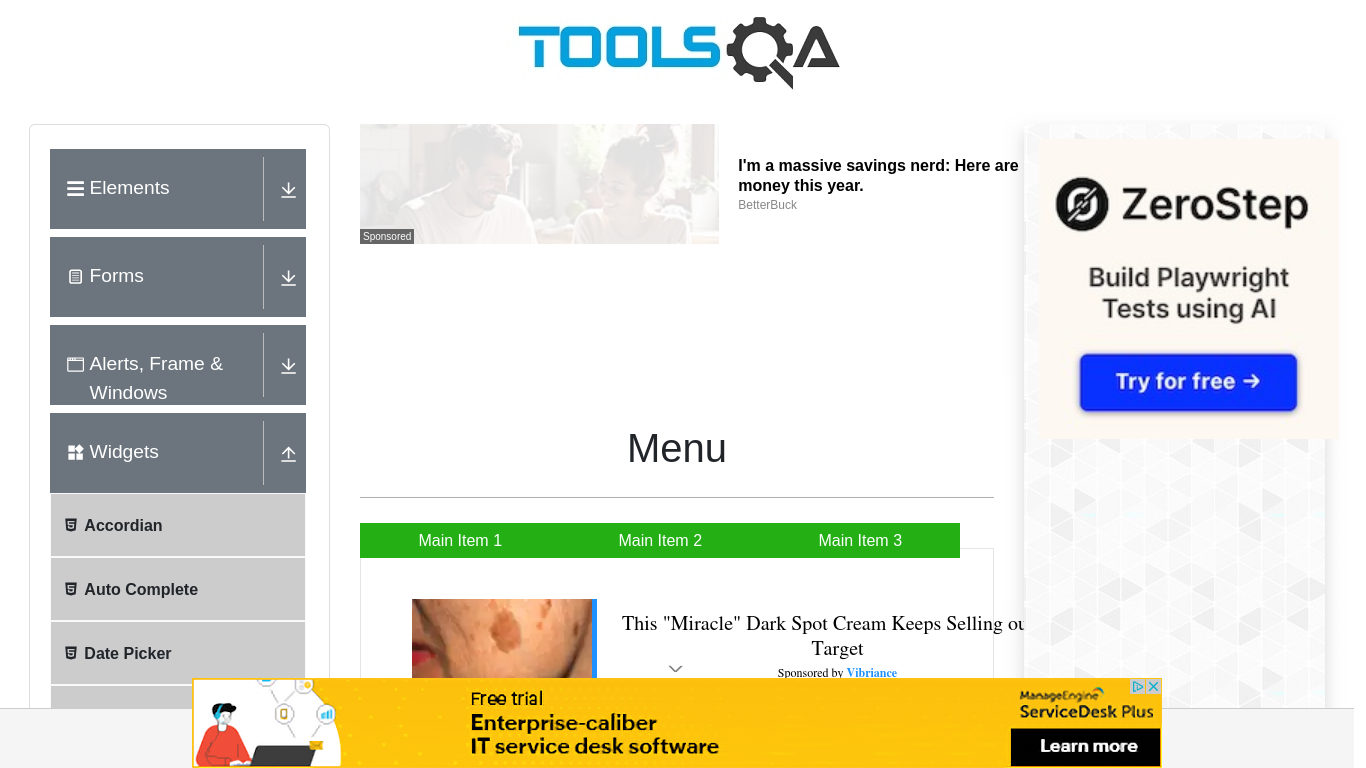 TOOLSQA
Elements
Forms
Alerts, Frame &
Windows
Widgets
Accordian
Auto Complete
Date Picker
Sponsored
I'm a massive savings nerd: Here are
money this year.
BetterBuck
Menu
Main Item 1
Main Item 2
Main Item 3
This "Miracle" Dark Spot Cream Keeps Selling ou
Target
Sponsored by Vibriance
ZeroStep
Build Playwright
Tests using AI
Try for free →
Free trial
Enterprise-caliber
IT service desk software
ManageEngine
ServiceDesk Plus
Learn more